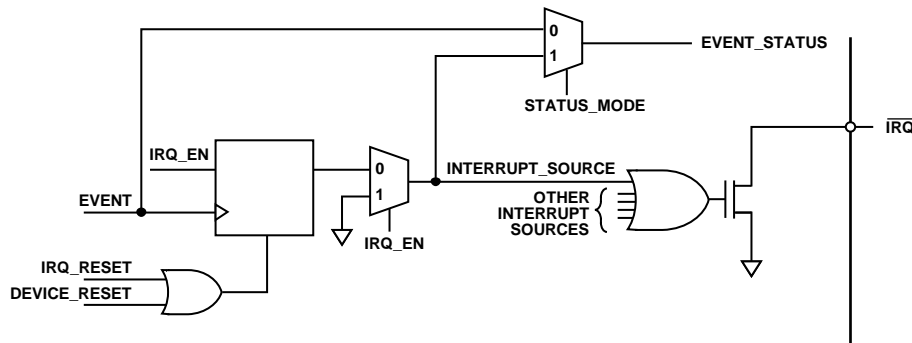 0
EVENT_STATUS
1
STATUS_MODE
IRQ
IRQ_EN
0
INTERRUPT_SOURCE
EVENT
1
OTHER
INTERRUPT
SOURCES
IRQ_EN
IRQ_RESET
DEVICE_RESET